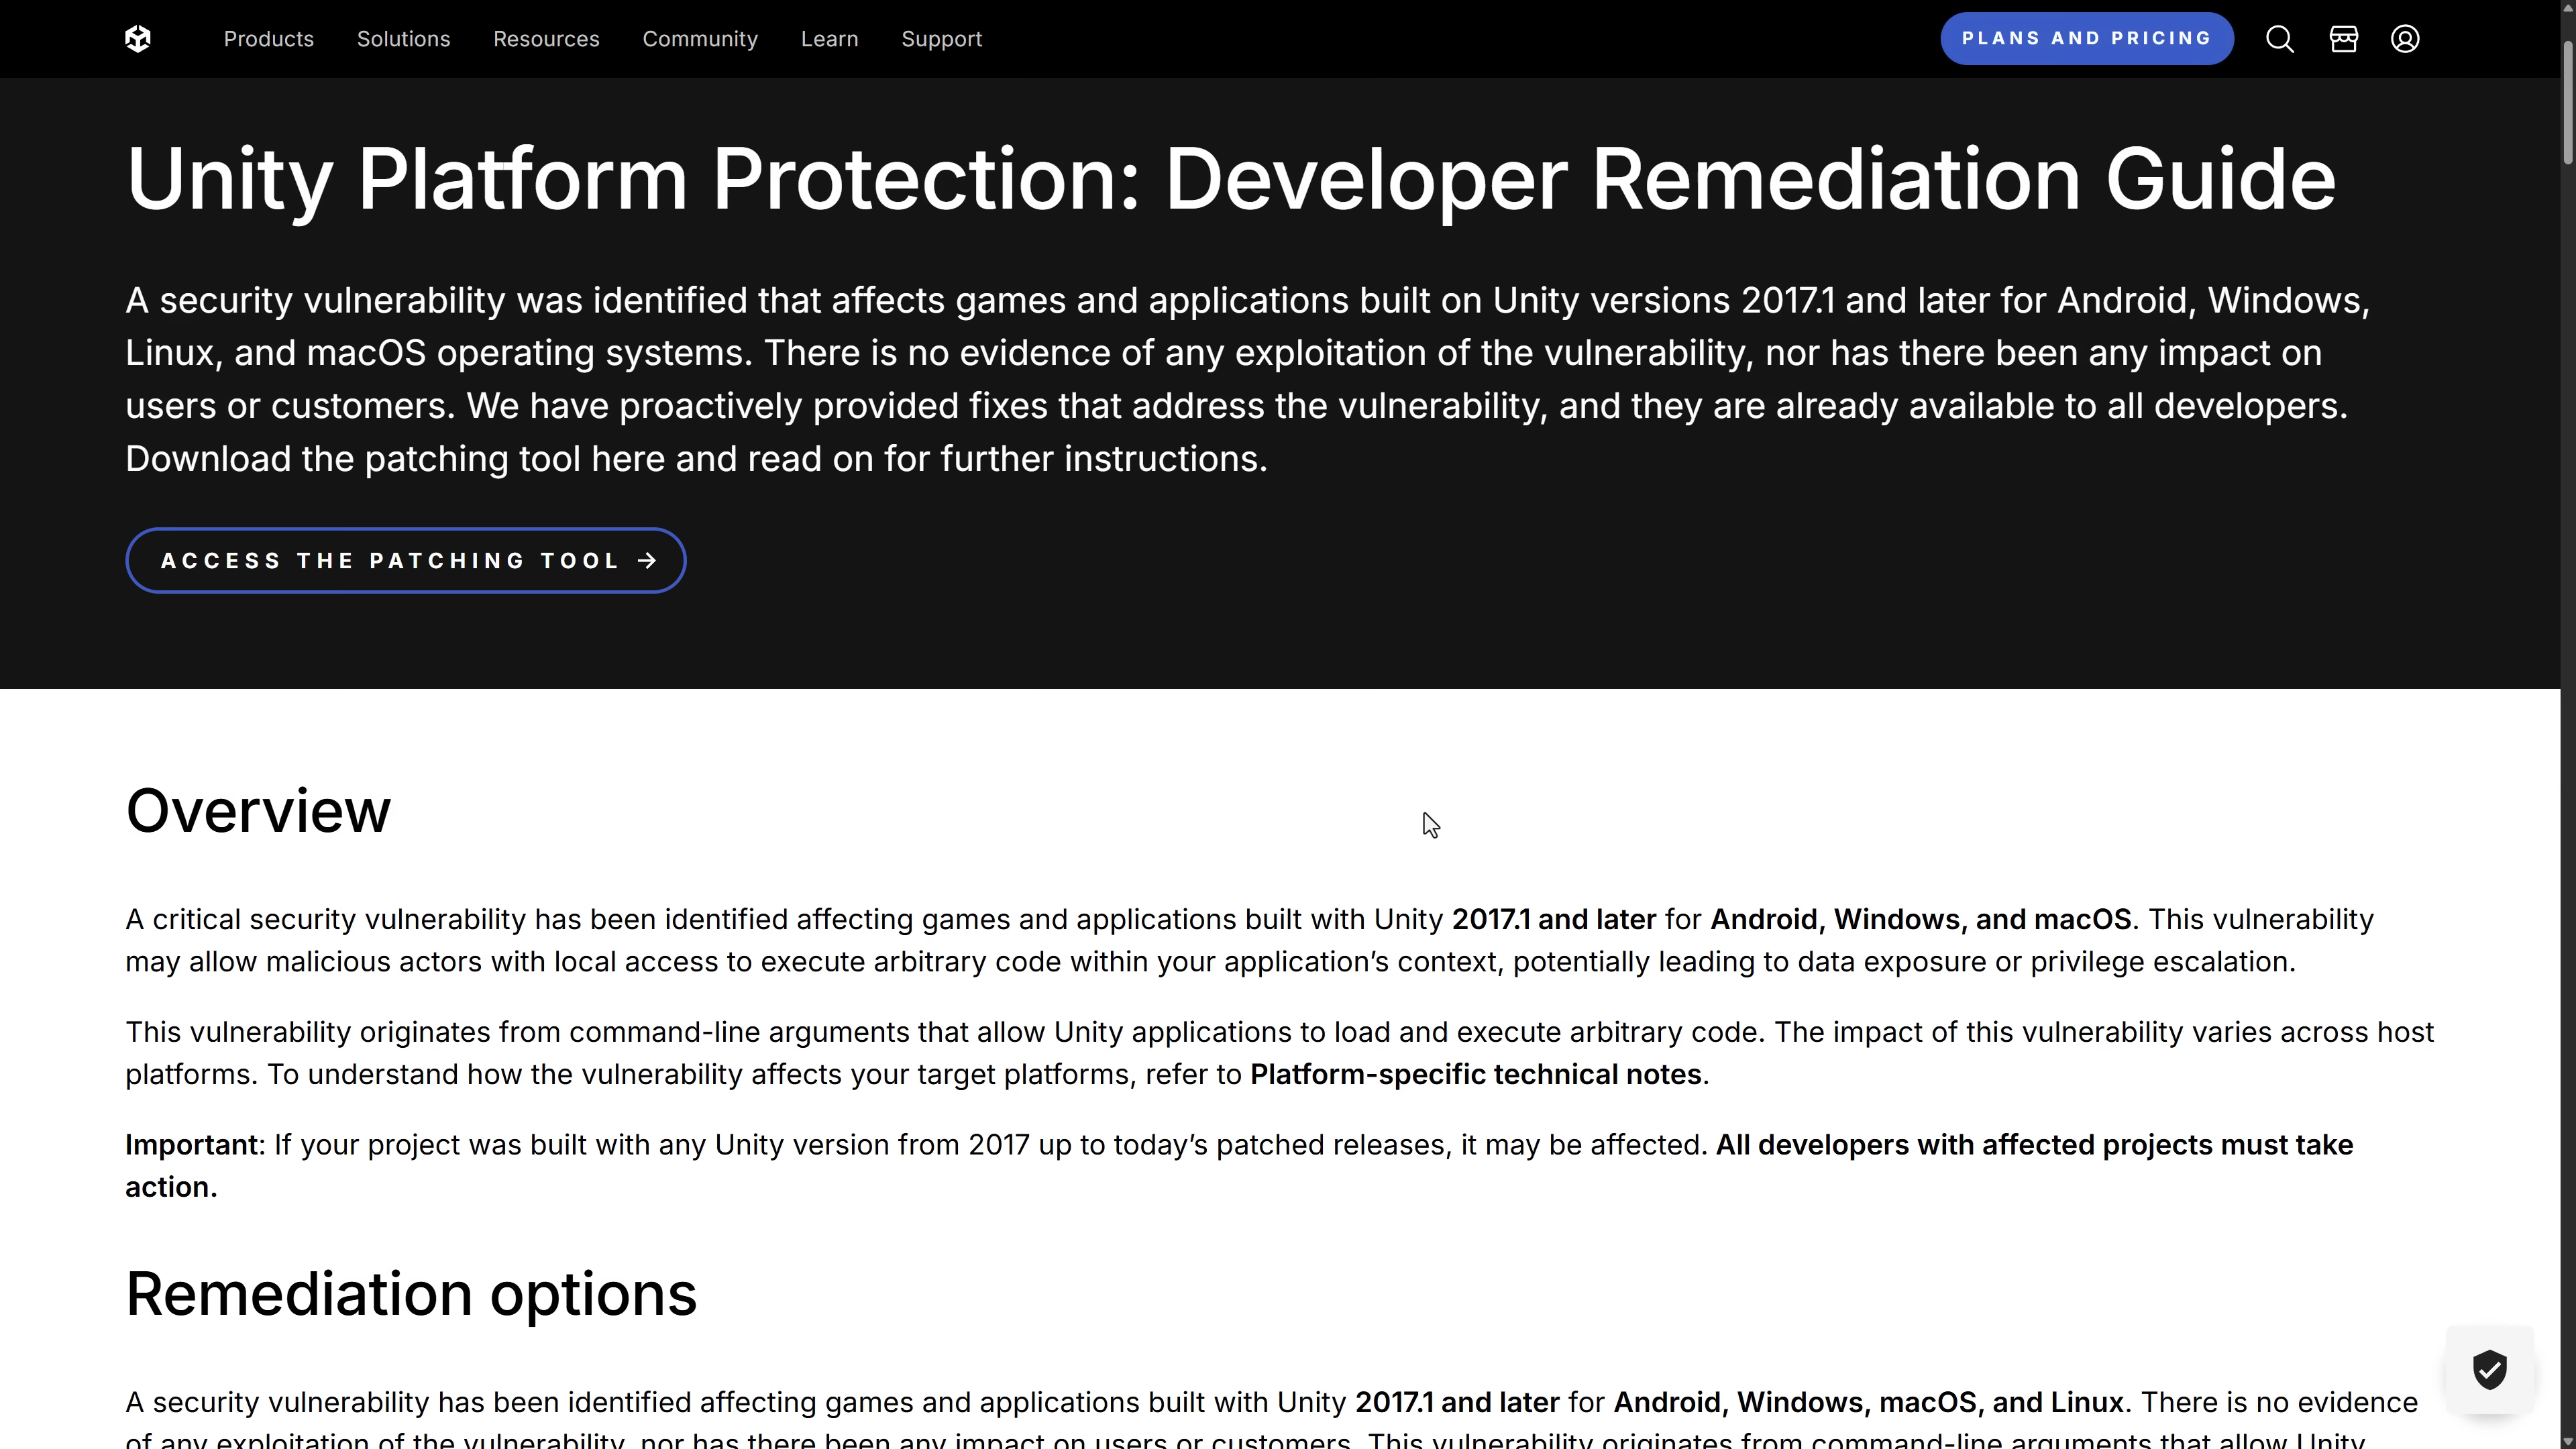 Products Solutions Resources Community Learn Support PLANS AND PRICING
Unity Platform Protection: Developer Remediation Guide
A security vulnerability was identified that affects games and applications built on Unity versions 2017.1 and later for Android, Windows,
Linux, and macOS operating systems. There is no evidence of any exploitation of the vulnerability, nor has there been any impact on
users or customers. We have proactively provided fixes that address the vulnerability, and they are already available to all developers.
Download the patching tool here and read on for further instructions.
ACCESS THE PATCHING TOOL →
Overview
A critical security vulnerability has been identified affecting games and applications built with Unity 2017.1 and later for Android, Windows, and macOS. This vulnerability
may allow malicious actors with local access to execute arbitrary code within your application’s context, potentially leading to data exposure or privilege escalation.
This vulnerability originates from command-line arguments that allow Unity applications to load and execute arbitrary code. The impact of this vulnerability varies across host
platforms. To understand how the vulnerability affects your target platforms, refer to Platform-specific technical notes.
Important: If your project was built with any Unity version from 2017 up to today’s patched releases, it may be affected. All developers with affected projects must take
action.
Remediation options
A security vulnerability has been identified affecting games and applications built with Unity 2017.1 and later for Android, Windows, macOS, and Linux. There is no evidence
of any exploitation of the vulnerability, nor has there been any impact on users or customers. This vulnerability originates from command-line arguments that allow Unity